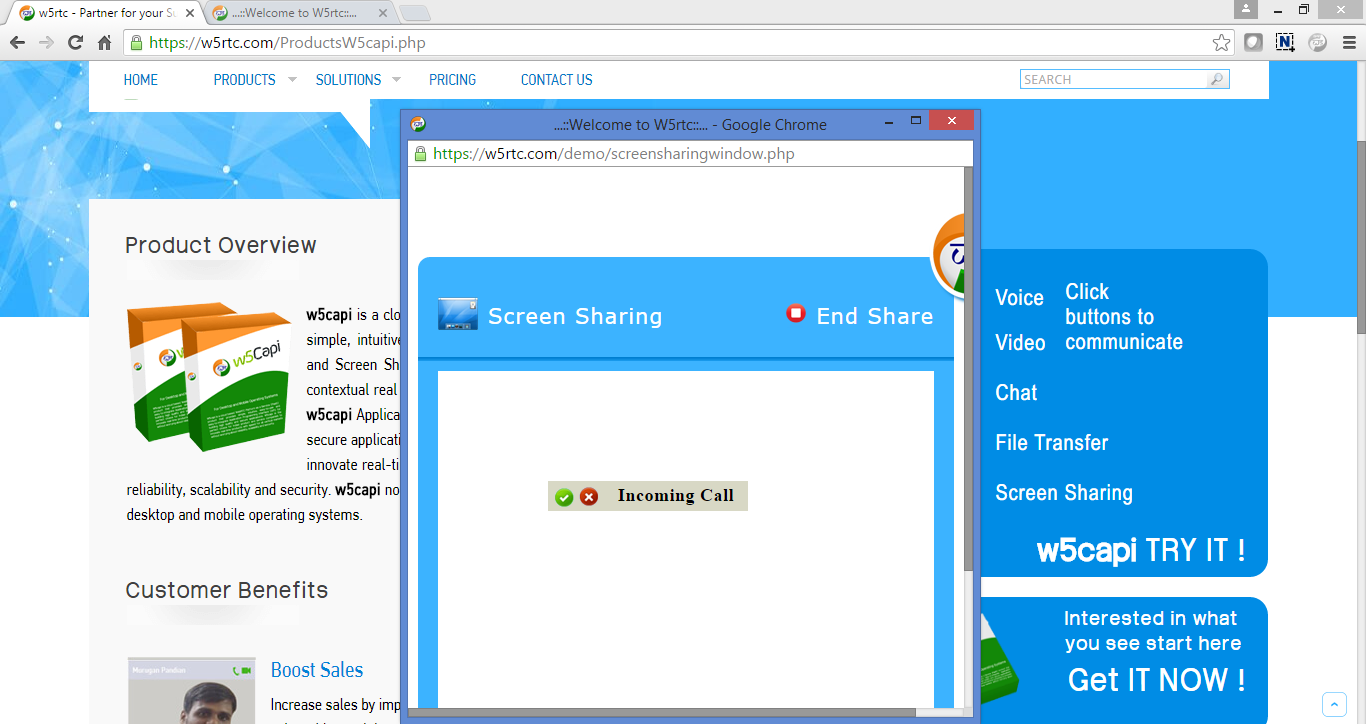 w5rtc - Partner for your Su
...::Welcome to W5rtc::...
https://w5rtc.com/ProductsW5capi.php
HOME PRODUCTS SOLUTIONS PRICING CONTACT US
SEARCH
...::Welcome to W5rtc::... - Google Chrome
https://w5rtc.com/demo/screensharingwindow.php
Product Overview
w5Capi
w5capi is a clo
simple, intuitive
and Screen Sh
contextual real
w5capi Applica
secure applicati
innovate real-ti
reliability, scalability and security. w5capi no
desktop and mobile operating systems.
Customer Benefits
Murugan Pandian
Boost Sales
Increase sales by imp
Screen Sharing
End Share
Incoming Call
Voice
Video
Click
buttons to
communicate
Chat
File Transfer
Screen Sharing
w5capi TRY IT !
Interested in what
you see start here
Get IT NOW !